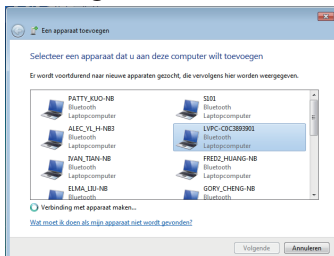 Een apparaat toevoegen
Selecteer een apparaat dat u aan deze computer wilt toevoegen
Er wordt voortdurend naar nieuwe apparaten gezocht, die vervolgens hier worden weergegeven.
PATTY_KUO-NB
Bluetooth
Laptopcomputer
S101
Bluetooth
Laptopcomputer
ALEC_YL_H-NB3
Bluetooth
Laptopcomputer
LVPC-C0C3893901
Bluetooth
Laptopcomputer
IVAN_TIAN-NB
Bluetooth
Laptopcomputer
FRED2_HUANG-NB
Bluetooth
Laptopcomputer
ELMA_LIU-NB
Bluetooth
GORY_CHENG-NB
Bluetooth
Verbinding met apparaat maken...
Wat moet ik doen als mijn apparaat niet wordt gevonden?
Volgende
Annuleren